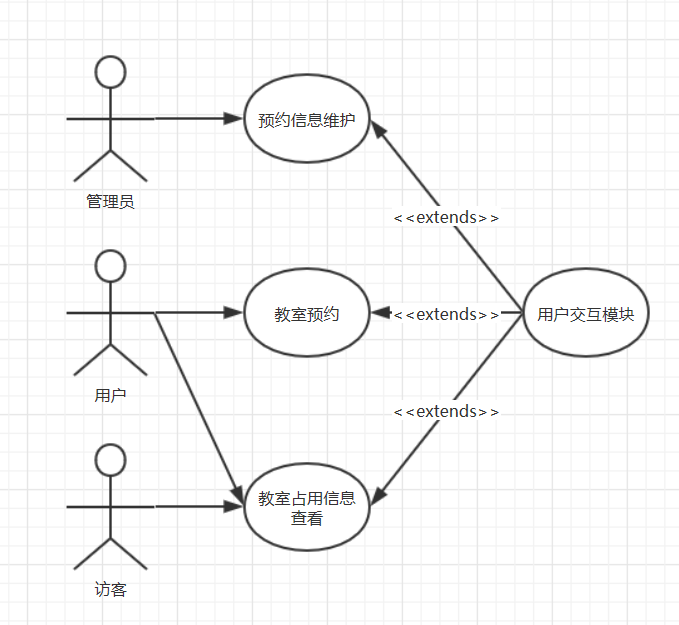 预约信息维护
管理员
<<extends>>
教室预约
<<extends>>
用户交互模块
用户
<<extends>>
教室占用信息
查看
访客